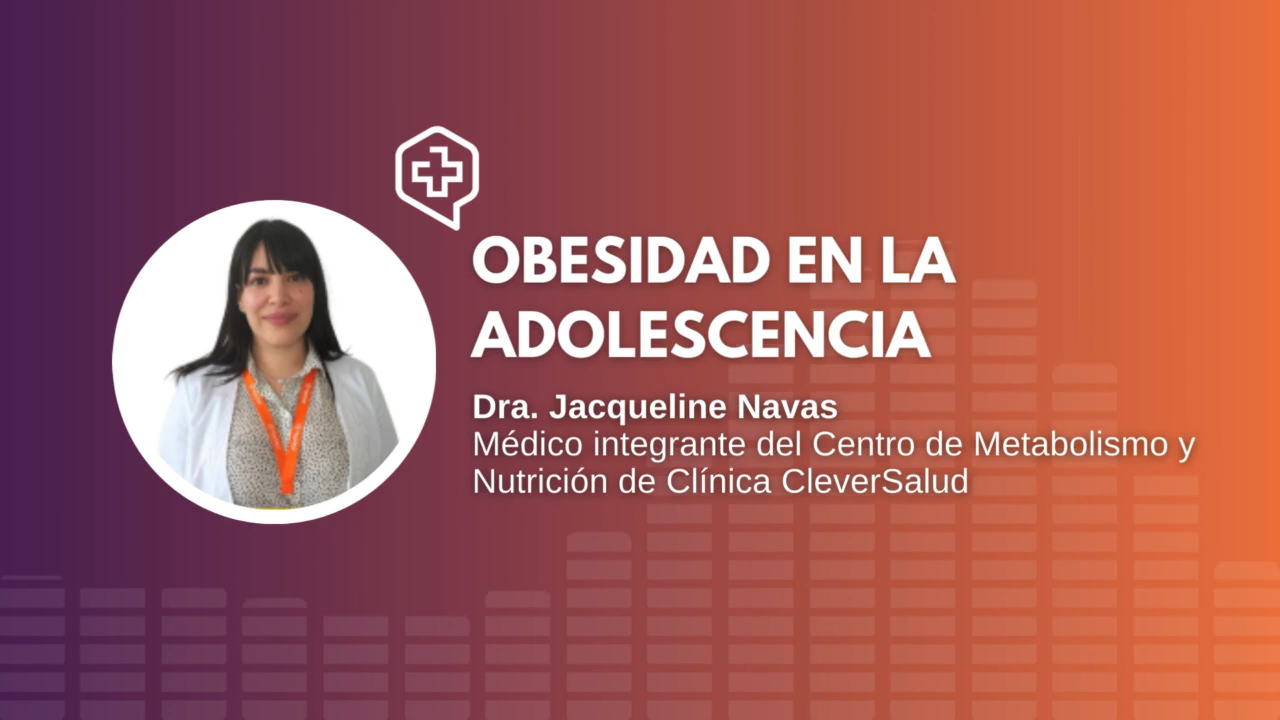 OBESIDAD EN LA
ADOLESCENCIA
Dra. Jacqueline Navas
Médico integrante del Centro de Metabolismo y
Nutrición de Clínica CleverSalud